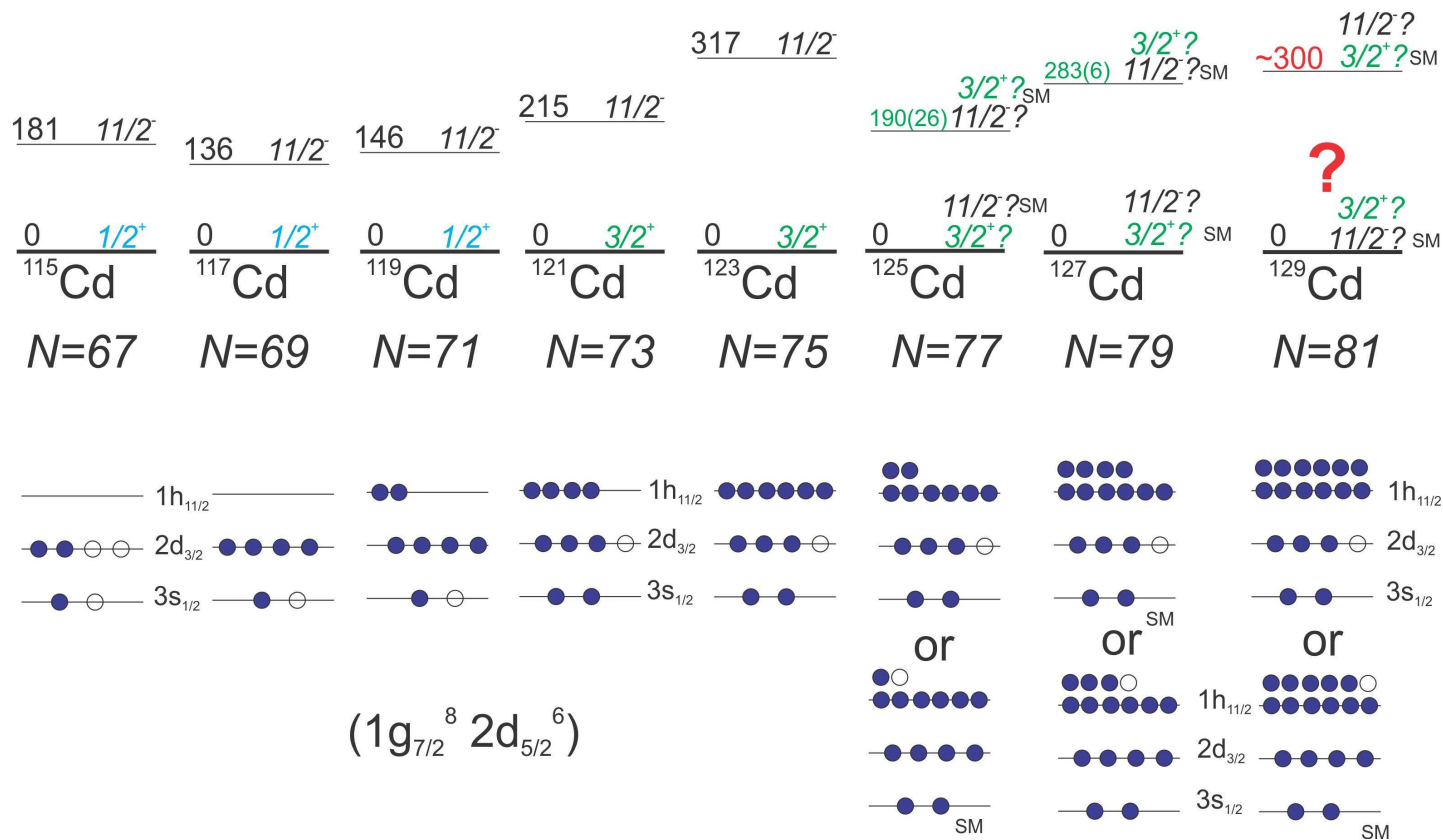 317 11/2⁻
11/2⁻?
3/2⁺?
~300 3/2⁺? SM
3/2⁺?
283(6) 11/2⁻? SM
215 11/2⁻
3/2⁺? SM
190(26) 11/2⁻?
181 11/2⁻
136 11/2⁻
146 11/2⁻
?
0 1/2⁺
0 1/2⁺
0 1/2⁺
0 3/2⁺
0 3/2⁺
11/2⁻? SM
0 3/2⁺?
11/2⁻?
0 3/2⁺? SM
3/2⁺?
0 11/2⁻? SM
¹¹⁵Cd ¹¹⁷Cd ¹¹⁹Cd ¹²¹Cd ¹²³Cd ¹²⁵Cd ¹²⁷Cd ¹²⁹Cd
N=67 N=69 N=71 N=73 N=75 N=77 N=79 N=81
1h₁₁/₂ 1h₁₁/₂ 1h₁₁/₂
2d₃/₂ 2d₃/₂ 2d₃/₂
3s₁/₂ 3s₁/₂ 3s₁/₂
SM
or or or
(1g₇/₂⁸ 2d₅/₂⁶)
1h₁₁/₂
2d₃/₂
3s₁/₂
SM SM